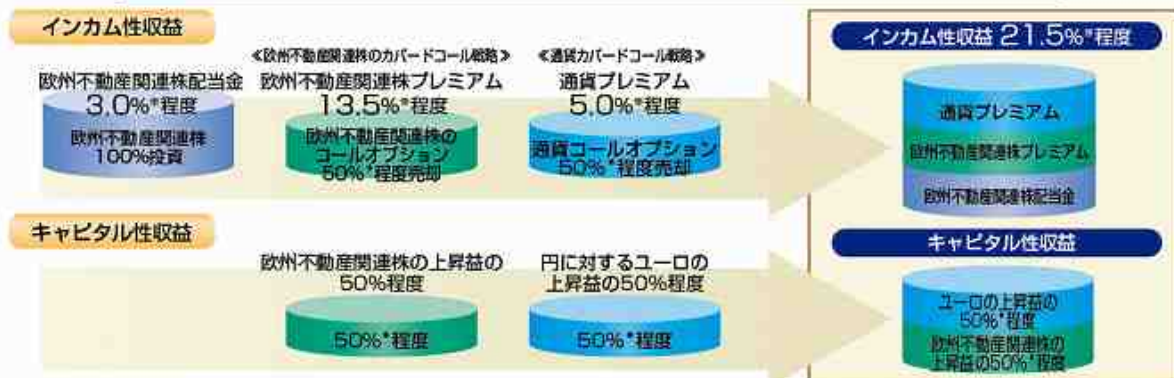 インカム性収益
≪欧州不動産関連株のカバードコール戦略≫
≪通貨カバードコール戦略≫
欧州不動産関連株配当金
3.0%*程度
欧州不動産関連株
100%投資
欧州不動産関連株プレミアム
13.5%*程度
欧州不動産関連株の
コールオプション
50%*程度売却
通貨プレミアム
5.0%*程度
通貨コールオプション
50%*程度売却
インカム性収益 21.5%*程度
通貨プレミアム
欧州不動産関連株プレミアム
欧州不動産関連株配当金
キャピタル性収益
欧州不動産関連株の上昇益の
50%程度
50%*程度
円に対するユーロの
上昇益の50%程度
50%*程度
キャピタル性収益
ユーロの上昇益の
50%*程度
欧州不動産関連株の
上昇益の50%*程度